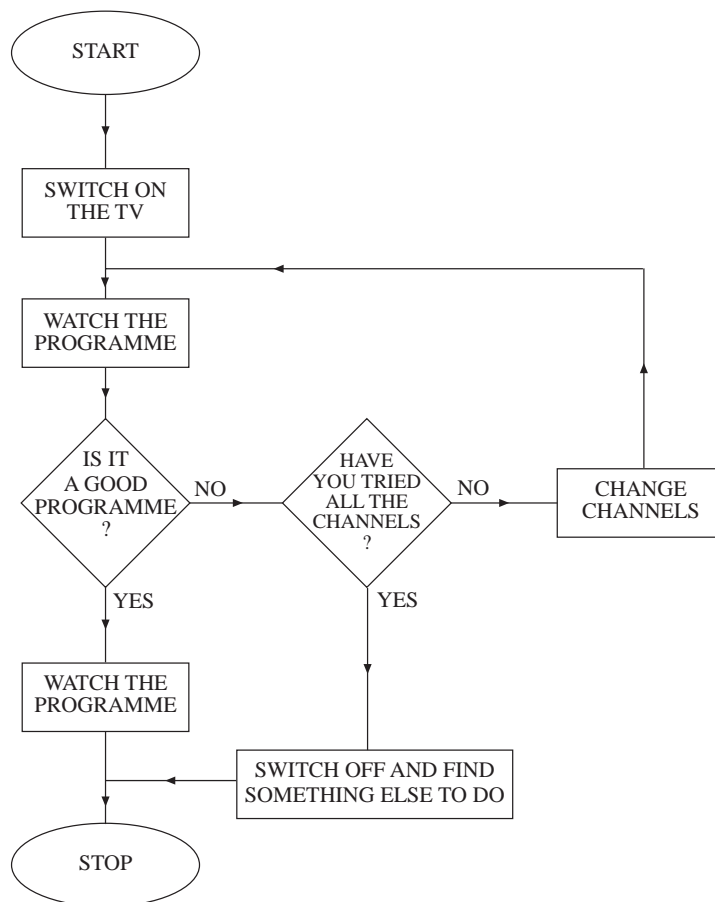 START
SWITCH ON
THE TV
WATCH THE
PROGRAMME
IS IT
A GOOD
PROGRAMME
?
NO
HAVE
YOU TRIED
ALL THE
CHANNELS
?
NO
CHANGE
CHANNELS
YES
YES
WATCH THE
PROGRAMME
SWITCH OFF AND FIND
SOMETHING ELSE TO DO
STOP